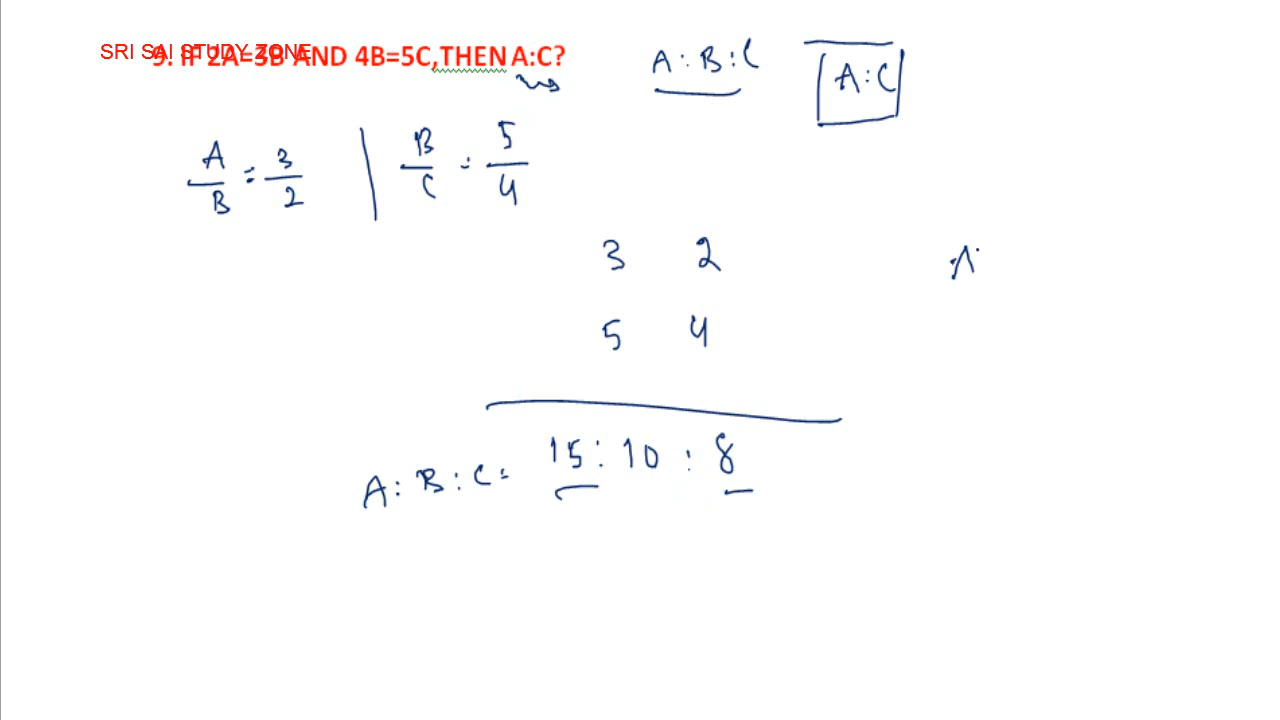 SRI SAI STUDY ZONE
9. IF 2A=3B AND 4B=5C,THEN A:C?
A:B:C
A:C
A/B = 3/2 | B/C = 5/4
3 2
5 4
A:B:C = 15:10:8
A